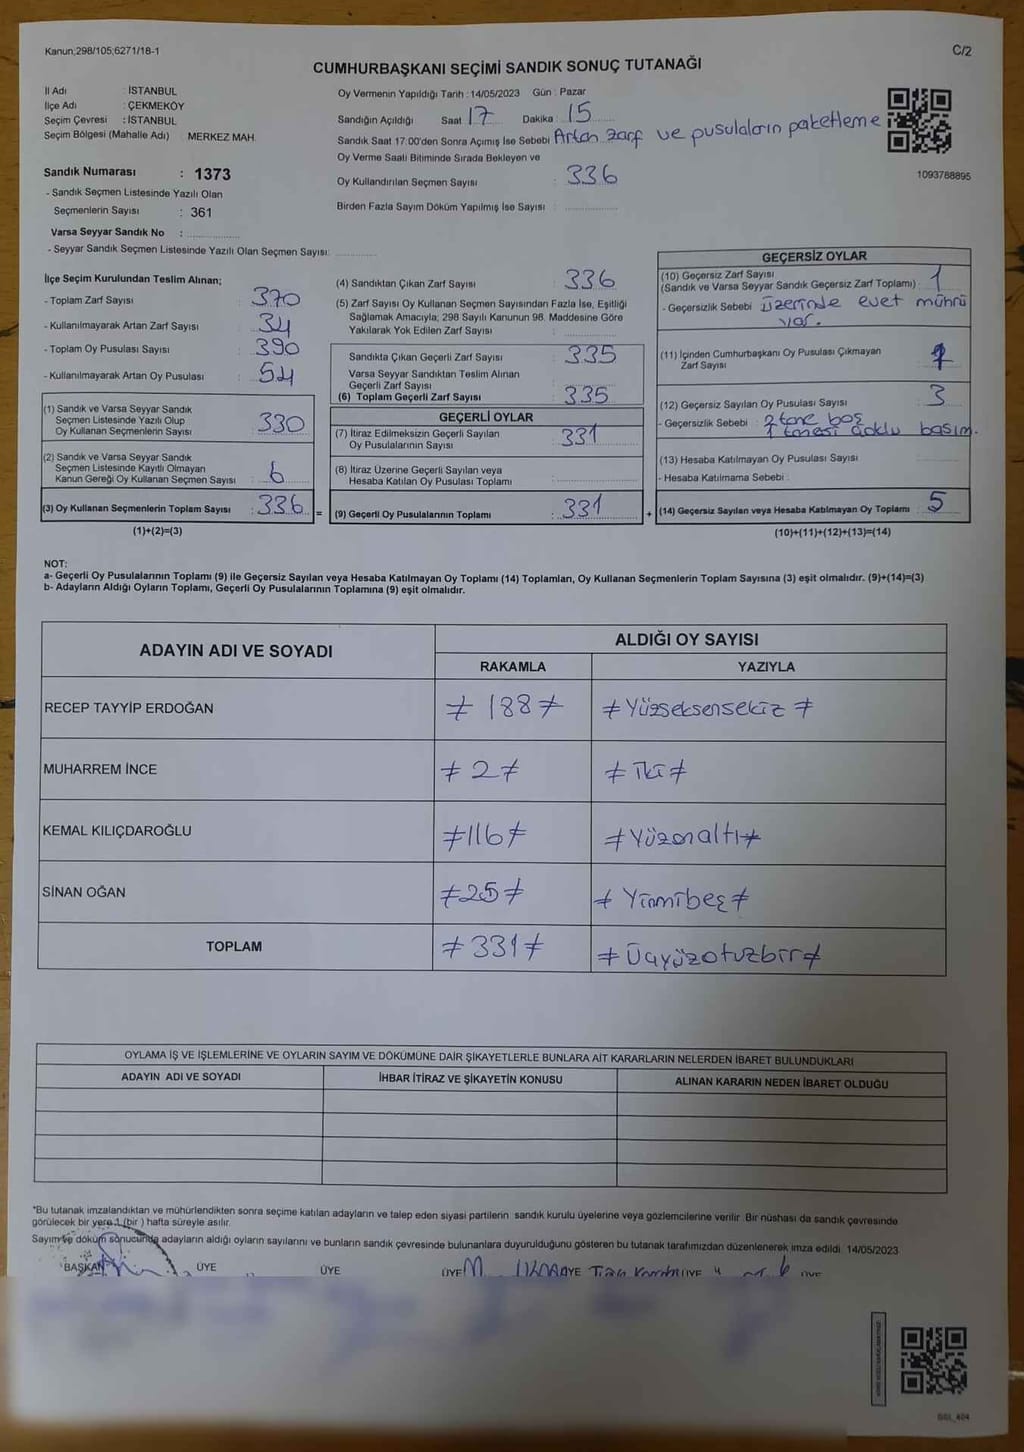 Kanun;298/105;6271/18-1
C/2
CUMHURBAŞKANI SEÇİMİ SANDIK SONUÇ TUTANAĞI
İl Adı : İSTANBUL
İlçe Adı : ÇEKMEKÖY
Seçim Çevresi : İSTANBUL
Seçim Bölgesi (Mahalle Adı) : MERKEZ MAH.
Sandık Numarası : 1373
- Sandık Seçmen Listesinde Yazılı Olan
Seçmenlerin Sayısı : 361
Varsa Seyyar Sandık No :
- Seyyar Sandık Seçmen Listesinde Yazılı Olan Seçmen Sayısı:
Oy Vermenin Yapıldığı Tarih : 14/05/2023 Gün : Pazar
Sandığın Açıldığı Saat 17 Dakika : 15
Sandık Saat 17:00'den Sonra Açımış İse Sebebi Artan zarf ve pusulaların paketleme
Oy Verme Saati Bitiminde Sırada Bekleyen ve
Oy Kullandırılan Seçmen Sayısı : 336
Birden Fazla Sayım Döküm Yapılmış İse Sayısı :
1093788895
İlçe Seçim Kurulundan Teslim Alınan;
- Toplam Zarf Sayısı : 370
- Kullanılmayarak Artan Zarf Sayısı : 34
- Toplam Oy Pusulası Sayısı : 390
- Kullanılmayarak Artan Oy Pusulası : 54
(1) Sandık ve Varsa Seyyar Sandık
Seçmen Listesinde Yazılı Olup
Oy Kullanan Seçmenlerin Sayısı : 330
(2) Sandık ve Varsa Seyyar Sandık
Seçmen Listesinde Kayıtlı Olmayan
Kanun Gereği Oy Kullanan Seçmen Sayısı : 6
(3) Oy Kullanan Seçmenlerin Toplam Sayısı : 336 =
(1)+(2)=(3)
(4) Sandıktan Çıkan Zarf Sayısı : 336
(5) Zarf Sayısı Oy Kullanan Seçmen Sayısından Fazla İse, Eşitliği
Sağlamak Amacıyla; 298 Sayılı Kanunun 98. Maddesine Göre
Yakılarak Yok Edilen Zarf Sayısı :
Sandıkta Çıkan Geçerli Zarf Sayısı : 335
Varsa Seyyar Sandıktan Teslim Alınan
Geçerli Zarf Sayısı
(6) Toplam Geçerli Zarf Sayısı : 335
GEÇERLİ OYLAR
(7) İtiraz Edilmeksizin Geçerli Sayılan
Oy Pusulalarının Sayısı : 331
(8) İtiraz Üzerine Geçerli Sayılan veya
Hesaba Katılan Oy Pusulası Toplamı :
(9) Geçerli Oy Pusulalarının Toplamı : 331 +
GEÇERSİZ OYLAR
(10) Geçersiz Zarf Sayısı
(Sandık ve Varsa Seyyar Sandık Geçersiz Zarf Toplamı) : 1
- Geçersizlik Sebebi : üzerinde evet mührü
var.
(11) İçinden Cumhurbaşkanı Oy Pusulası Çıkmayan
Zarf Sayısı : 1
(12) Geçersiz Sayılan Oy Pusulası Sayısı : 3
- Geçersizlik Sebebi : 2 tane boş
1 tanesi çoklu basım.
(13) Hesaba Katılmayan Oy Pusulası Sayısı :
- Hesaba Katılmama Sebebi :
(14) Geçersiz Sayılan veya Hesaba Katılmayan Oy Toplamı : 5
(10)+(11)+(12)+(13)=(14)
NOT:
a- Geçerli Oy Pusulalarının Toplamı (9) ile Geçersiz Sayılan veya Hesaba Katılmayan Oy Toplamı (14) Toplamları, Oy Kullanan Seçmenlerin Toplam Sayısına (3) eşit olmalıdır. (9)+(14)=(3)
b- Adayların Aldığı Oyların Toplamı, Geçerli Oy Pusulalarının Toplamına (9) eşit olmalıdır.
ADAYIN ADI VE SOYADI
ALDIĞI OY SAYISI
RAKAMLA YAZIYLA
RECEP TAYYİP ERDOĞAN ≠ 188 ≠ ≠ Yüzseksensekiz ≠
MUHARREM İNCE ≠ 2 ≠ ≠ İki ≠
KEMAL KILIÇDAROĞLU ≠ 116 ≠ ≠ Yüzonaltı ≠
SİNAN OĞAN ≠ 25 ≠ ≠ Yirmibeş ≠
TOPLAM ≠ 331 ≠ ≠ Üçyüzotuzbir ≠
OYLAMA İŞ VE İŞLEMLERİNE VE OYLARIN SAYIM VE DÖKÜMÜNE DAİR ŞİKAYETLERLE BUNLARA AİT KARARLARIN NELERDEN İBARET BULUNDUKLARI
ADAYIN ADI VE SOYADI İHBAR İTİRAZ VE ŞİKAYETİN KONUSU ALINAN KARARIN NEDEN İBARET OLDUĞU
*Bu tutanak imzalandıktan ve mühürlendikten sonra seçime katılan adayların ve talep eden siyasi partilerin sandık kurulu üyelerine veya gözlemcilerine verilir. Bir nüshası da sandık çevresinde
görülecek bir yere 1 (bir ) hafta süreyle asılır.
Sayım ve döküm sonucunda adayların aldığı oyların sayılarını ve bunların sandık çevresinde bulunanlara duyurulduğunu gösteren bu tutanak tarafımızdan düzenlenerek imza edildi. 14/05/2023
BAŞKAN ÜYE ÜYE ÜYE ÜYE ÜYE ÜYE